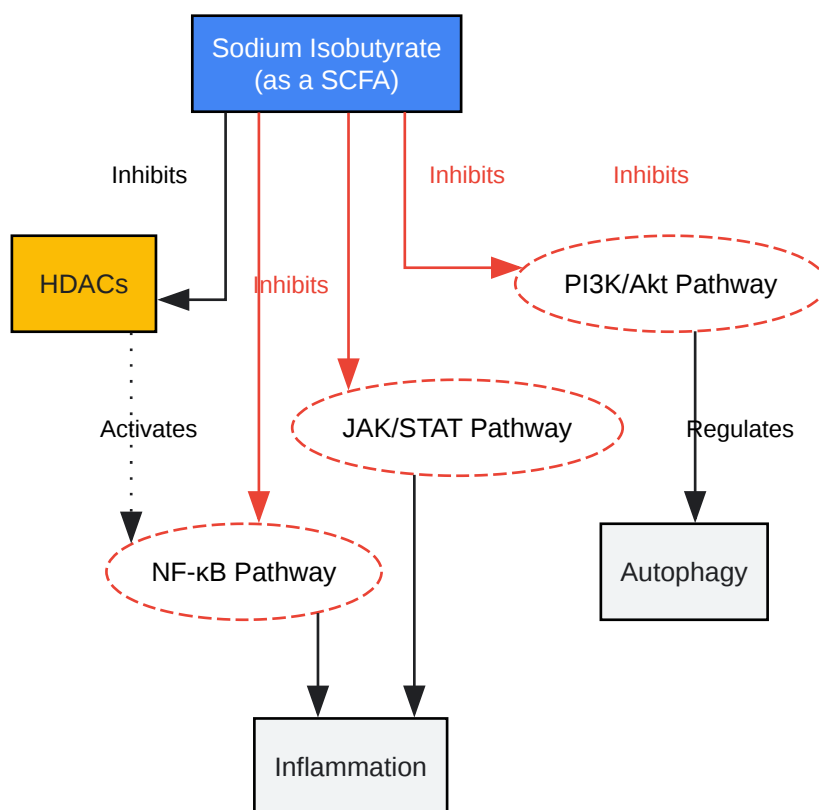 Sodium Isobutyrate
(as a SCFA)
Inhibits
Inhibits
Inhibits
HDACs
Inhibits
PI3K/Akt Pathway
Activates
JAK/STAT Pathway
Regulates
NF-κB Pathway
Autophagy
Inflammation